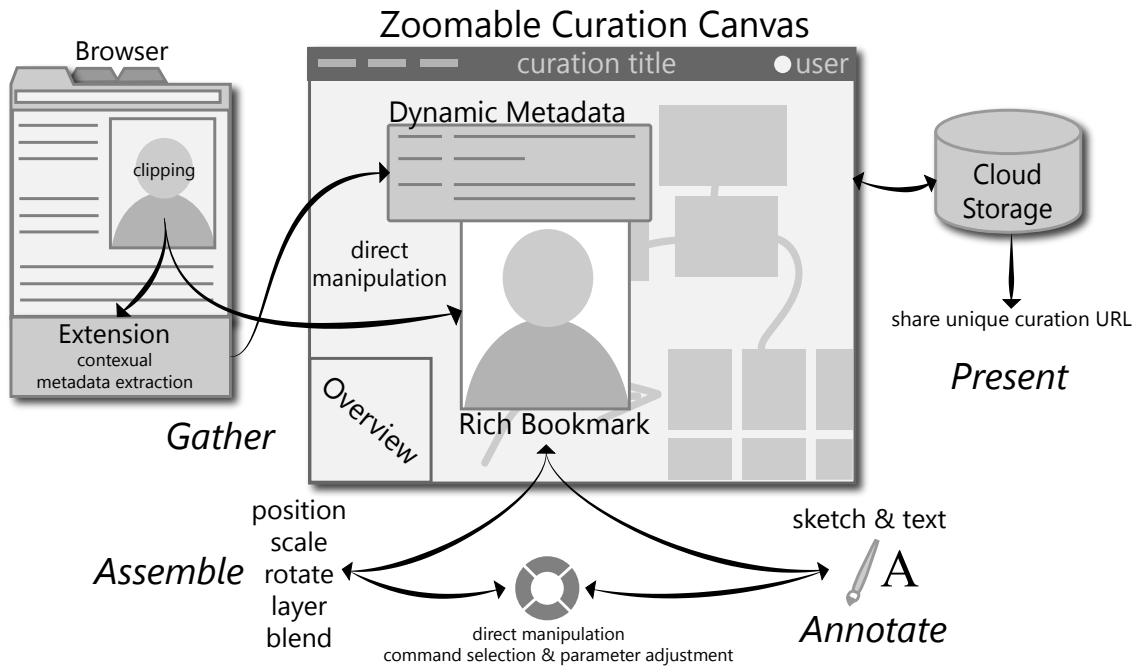 Zoomable Curation Canvas
Browser
curation title
user
Dynamic Metadata
clipping
Cloud
Storage
direct
manipulation
share unique curation URL
Extension
contexual
metadata extraction
Present
Overview
Gather
Rich Bookmark
position
scale
rotate
layer
blend
Assemble
sketch & text
A
Annotate
direct manipulation
command selection & parameter adjustment